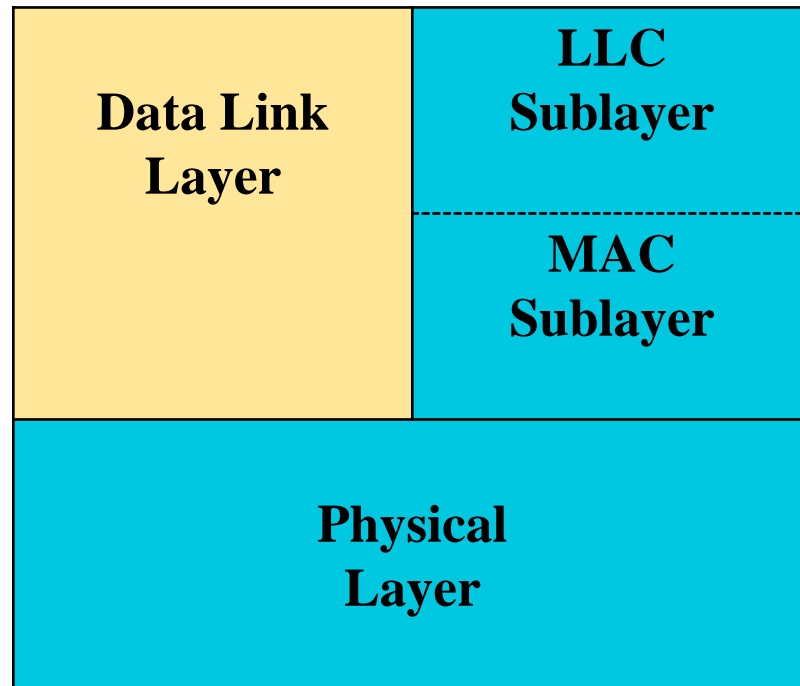 Data Link
Layer
LLC
Sublayer
MAC
Sublayer
Physical
Layer